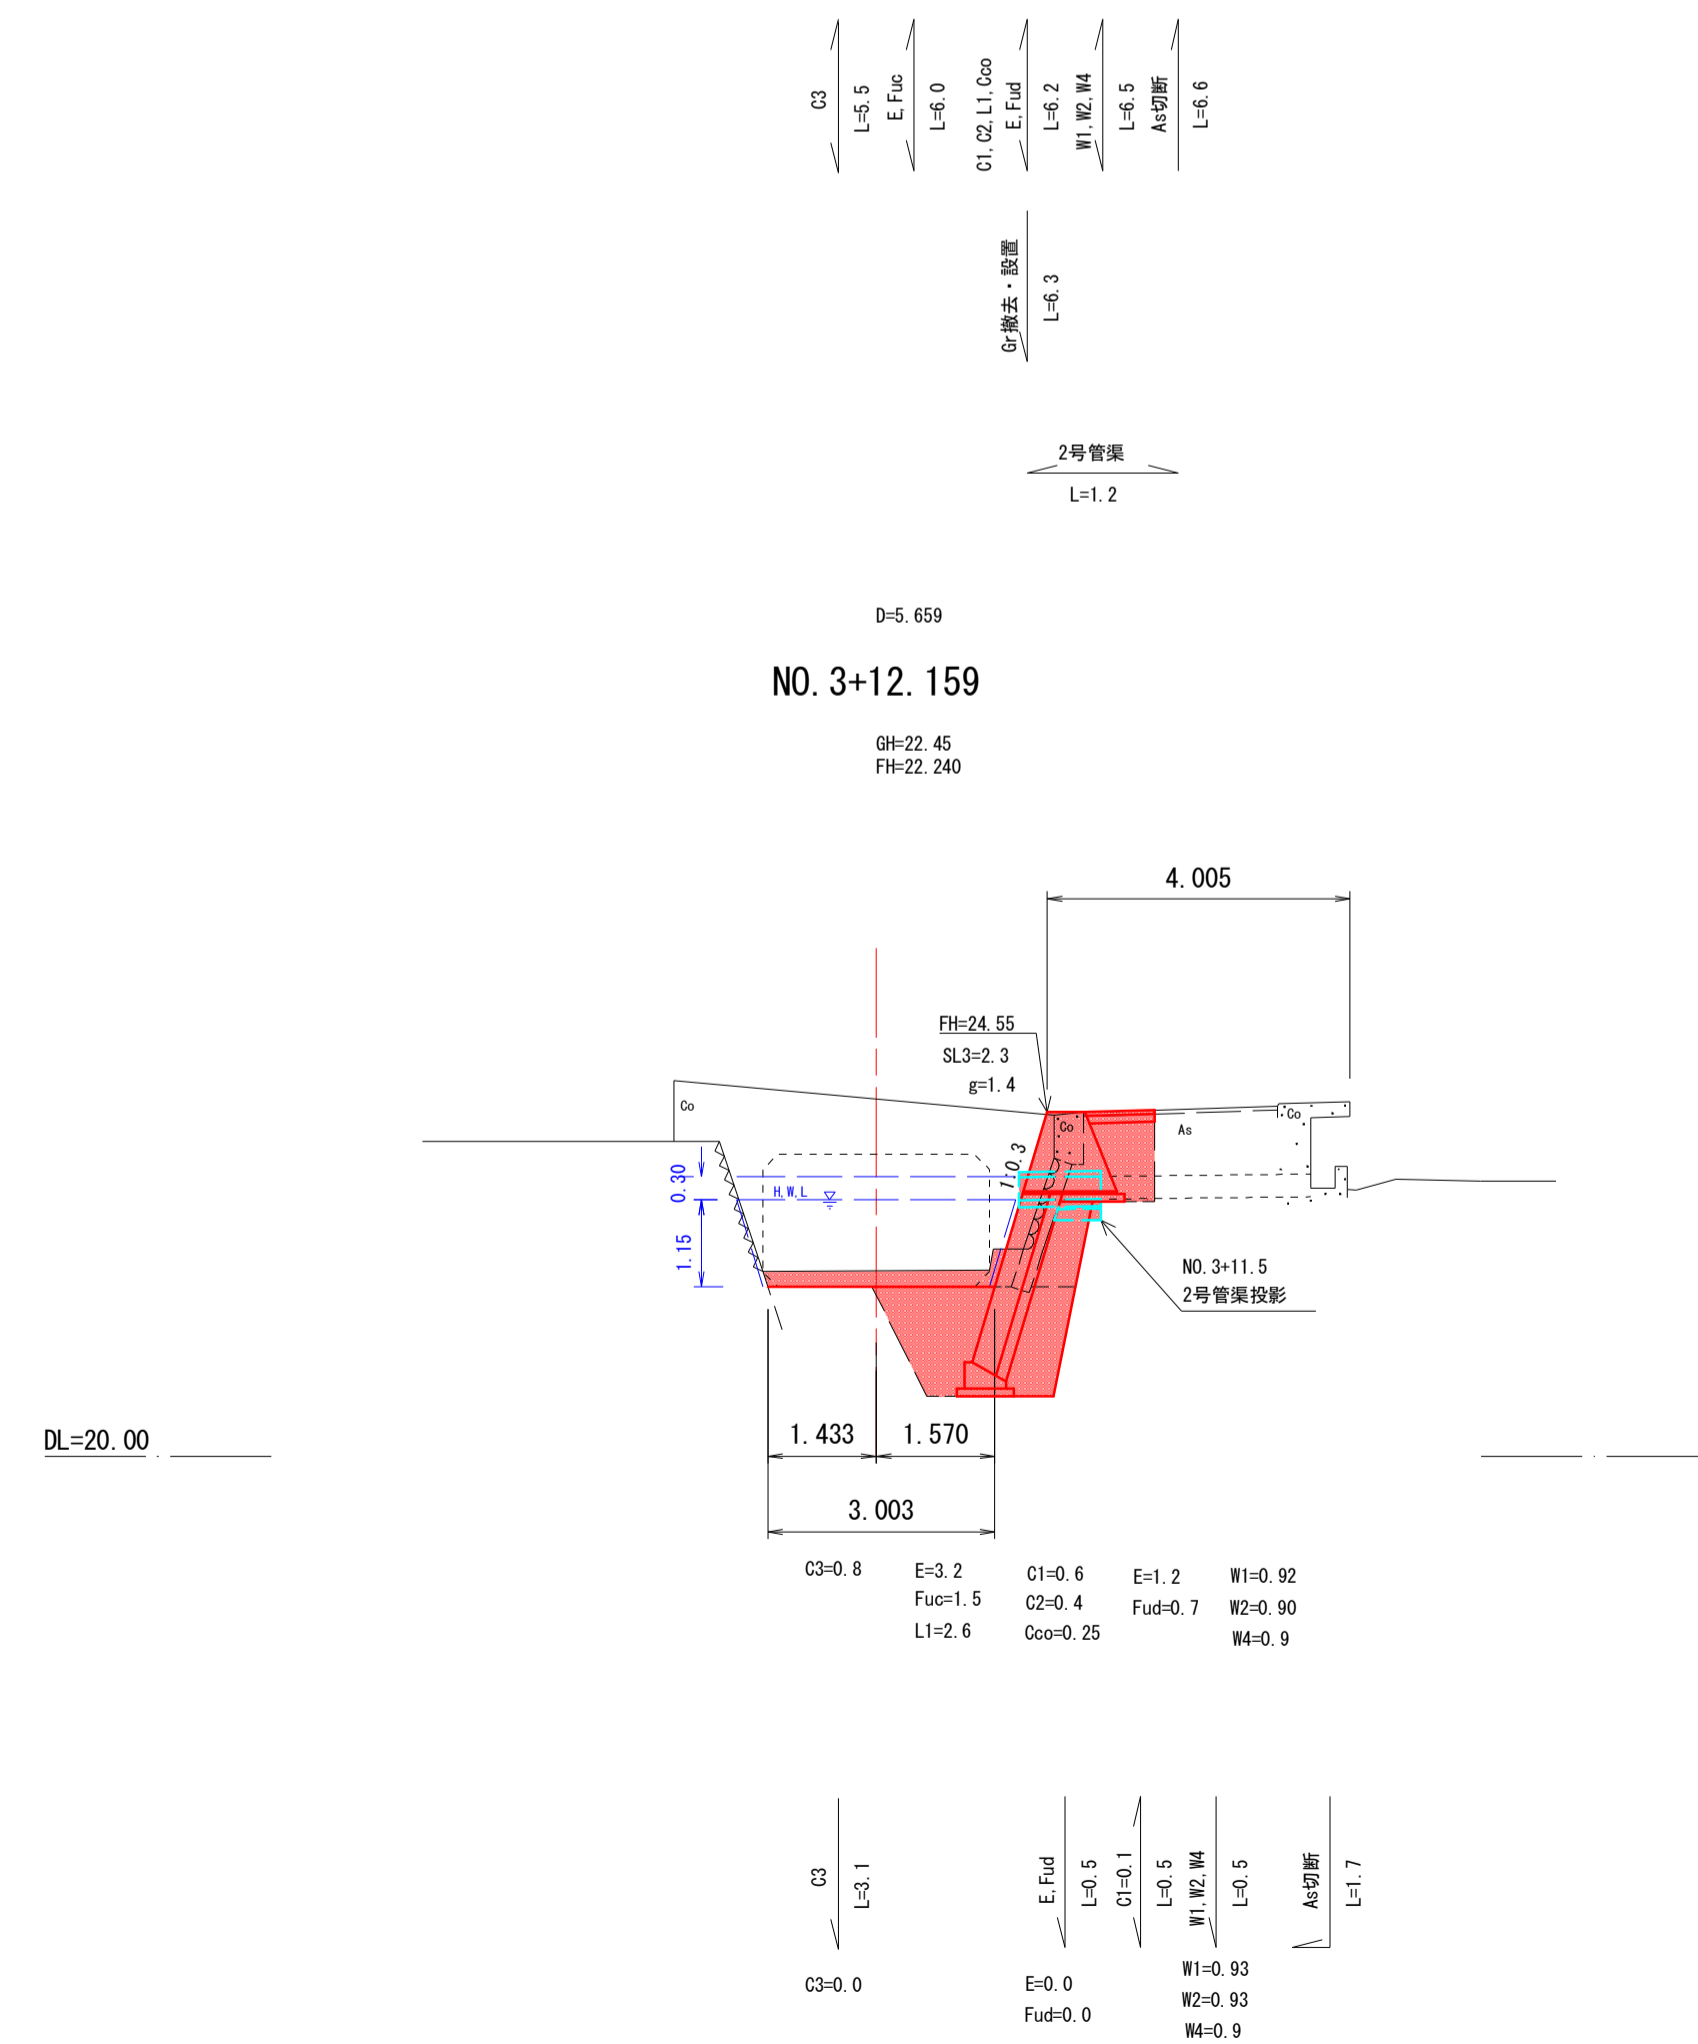 C3
L=5.5
E,Fuc
L=6.0
C1,C2,L1,Cco
E,Fud
L=6.2
W1,W2,W4
L=6.5
As切断
L=6.6
Gr撤去・設置
L=6.3
2号管渠
L=1.2
D=5.659
NO.3+12.159
GH=22.45
FH=22.240
4.005
FH=24.55
SL3=2.3
g=1.4
Co
Co
Co
As
1:0.3
0.30
H,W,L
1.15
NO.3+11.5
2号管渠投影
DL=20.00
1.433
1.570
3.003
C3=0.8
E=3.2
Fuc=1.5
L1=2.6
C1=0.6
C2=0.4
Cco=0.25
E=1.2
Fud=0.7
W1=0.92
W2=0.90
W4=0.9
C3
L=3.1
E,Fud
L=0.5
C1=0.1
L=0.5
W1,W2,W4
L=0.5
As切断
L=1.7
C3=0.0
E=0.0
Fud=0.0
W1=0.93
W2=0.93
W4=0.9